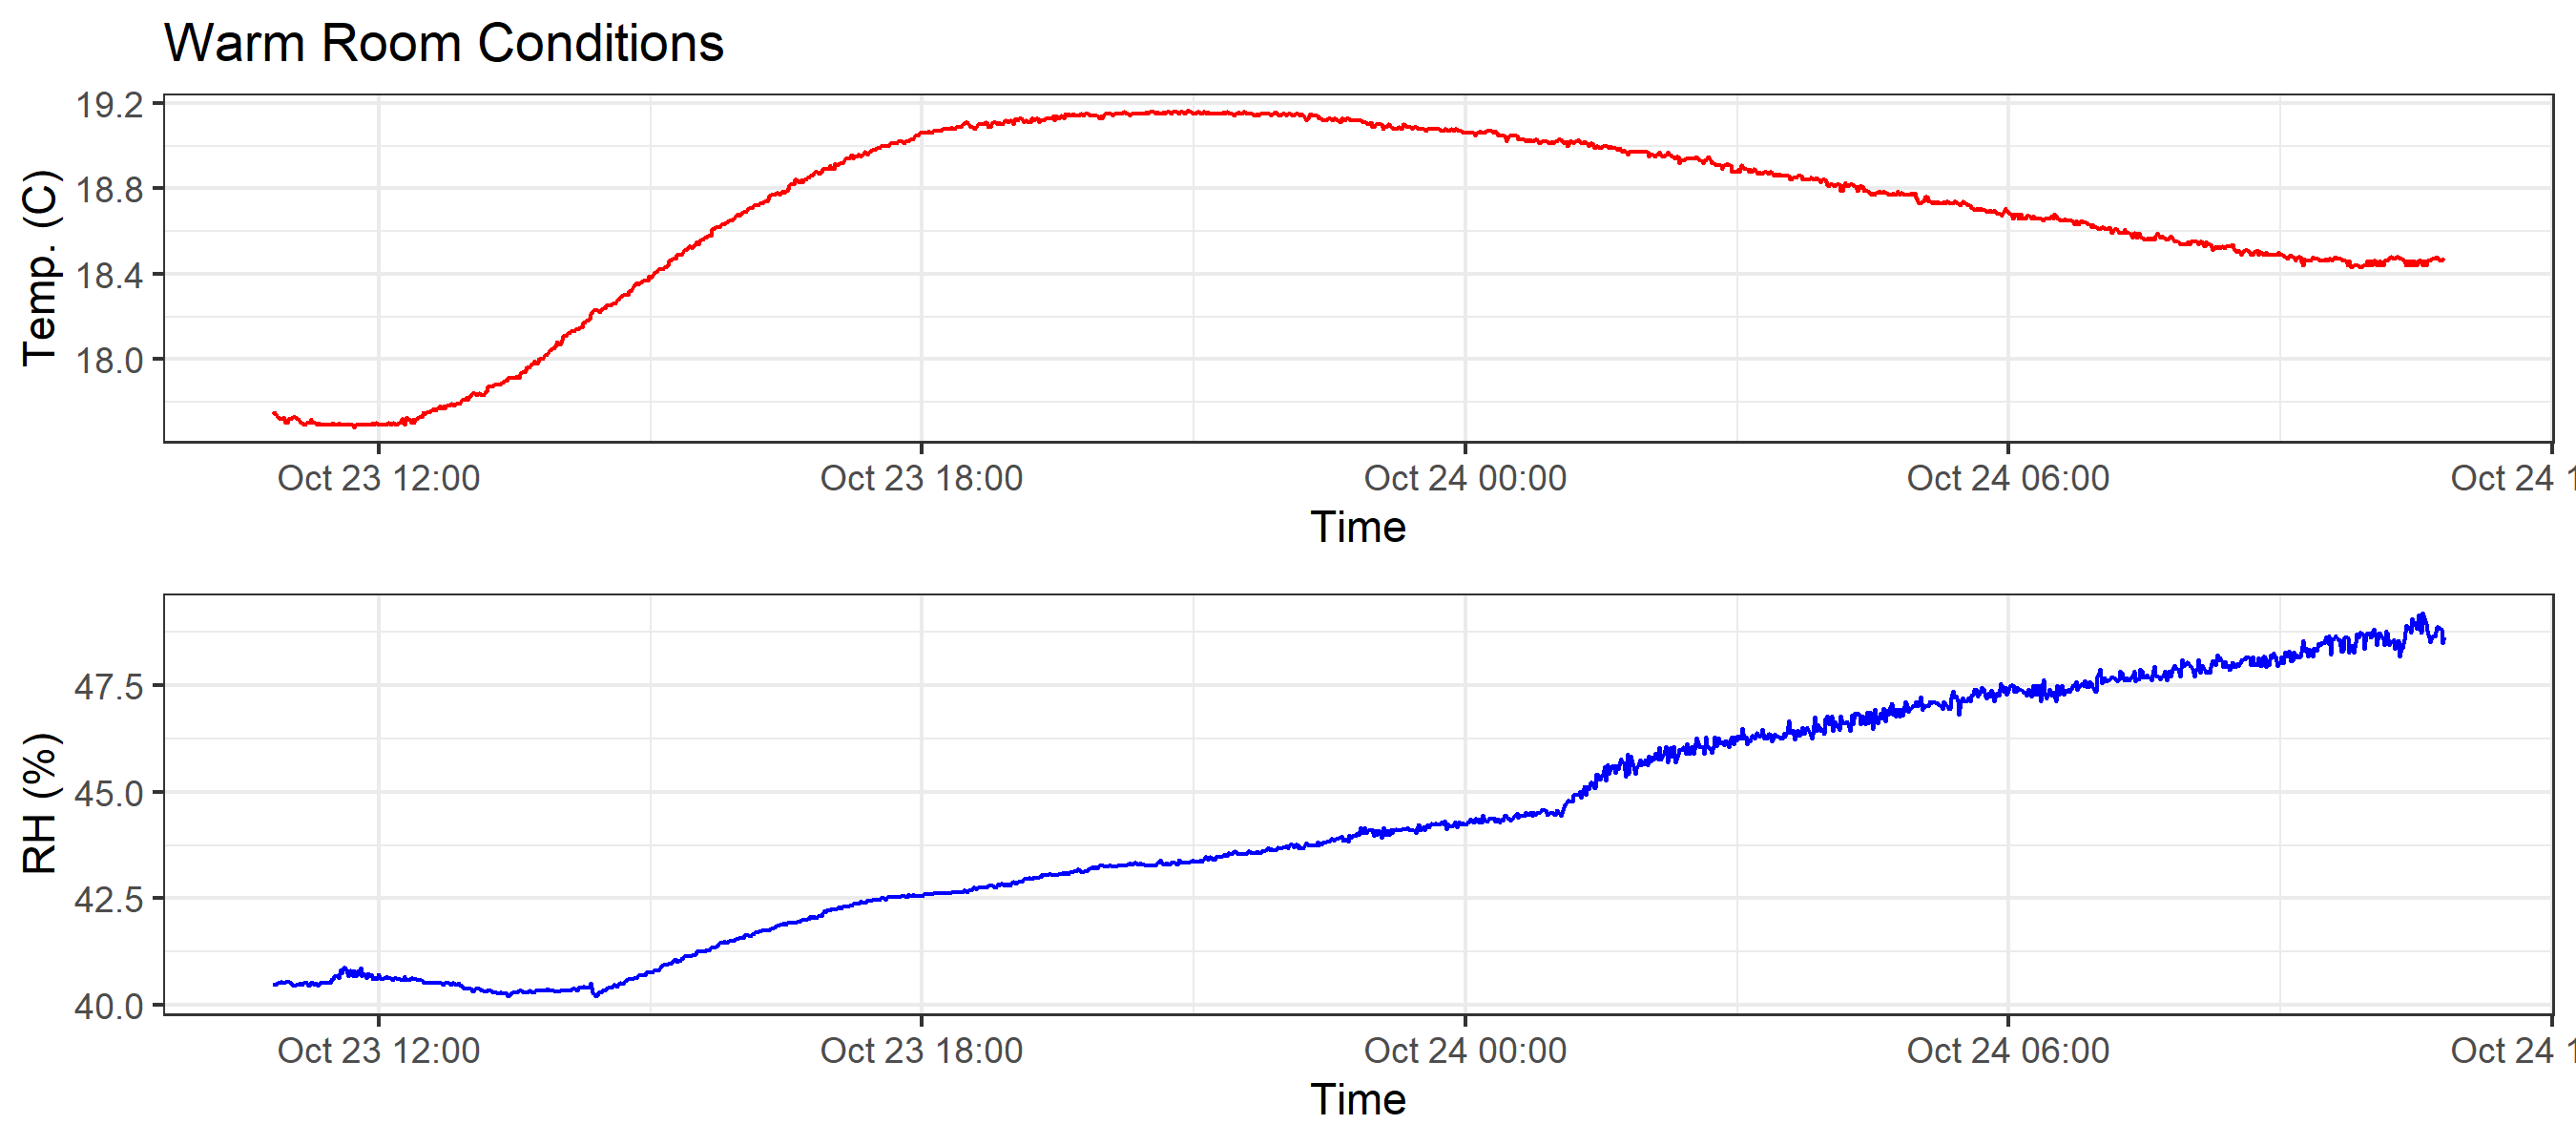 Warm Room Conditions
19.2
18.8
18.4
18.0
Temp. (C)
Oct 23 12:00 Oct 23 18:00 Oct 24 00:00 Oct 24 06:00 Oct 24 1
Time
47.5
45.0
42.5
40.0
RH (%)
Oct 23 12:00 Oct 23 18:00 Oct 24 00:00 Oct 24 06:00 Oct 24 1
Time